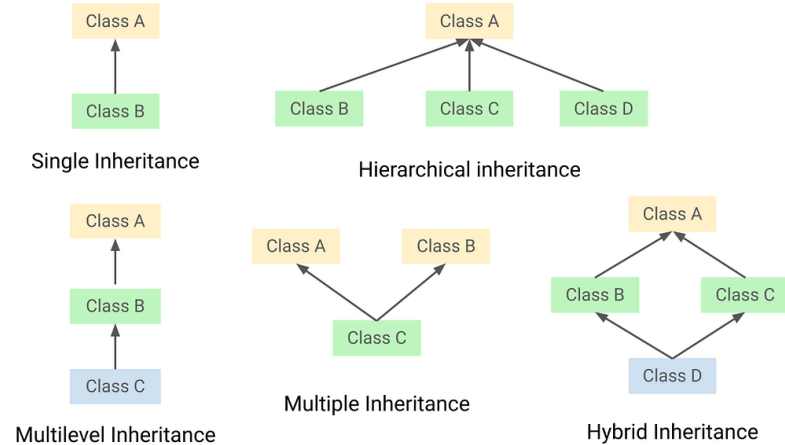 Class A
Class B
Single Inheritance
Class A
Class B
Class C
Class D
Hierarchical inheritance
Class A
Class B
Class C
Multilevel Inheritance
Class A
Class B
Class C
Multiple Inheritance
Class A
Class B
Class C
Class D
Hybrid Inheritance